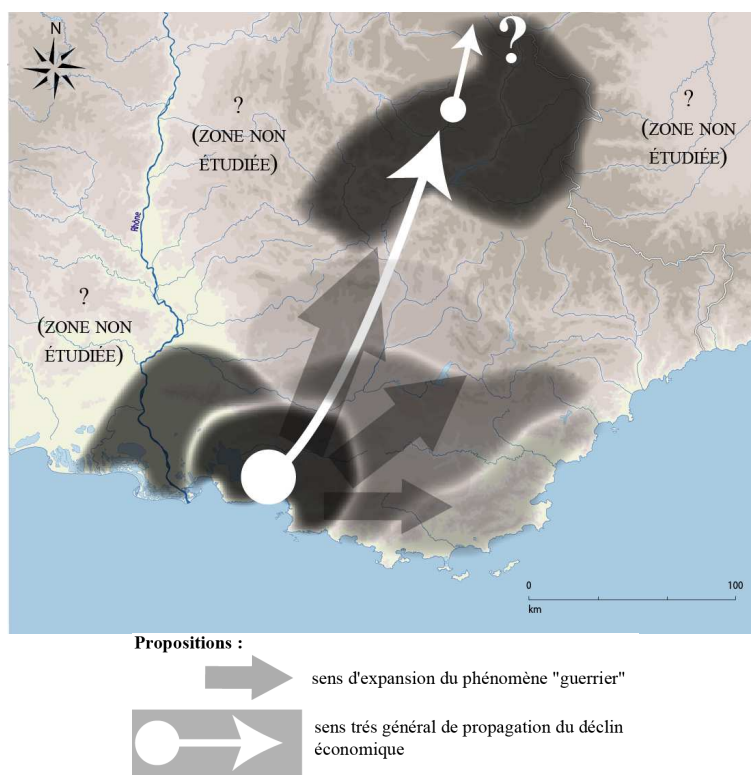 N
?
?
(ZONE NON
ÉTUDIÉE)
?
(ZONE NON
ÉTUDIÉE)
Rhône
?
(ZONE NON
ÉTUDIÉE)
0
100
km
Propositions :
sens d'expansion du phénomène "guerrier"
sens trés général de propagation du déclin
économique